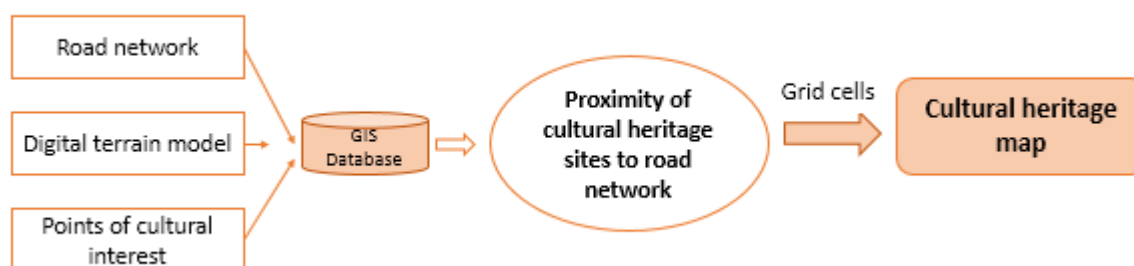 Road network
Digital terrain model
Points of cultural
interest
GIS
Database
Proximity of
cultural heritage
sites to road
network
Grid cells
Cultural heritage
map